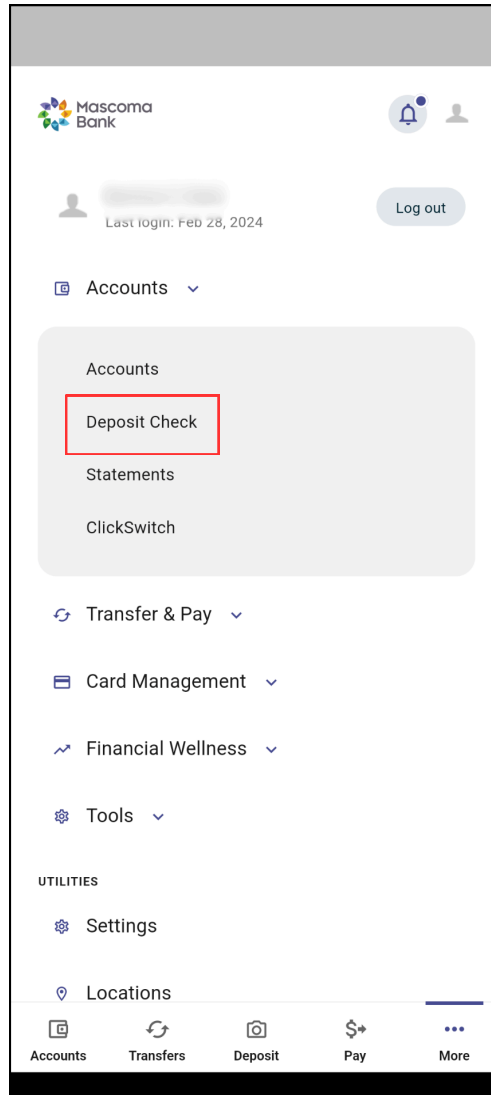 Mascoma
Bank
Last login: Feb 28, 2024
Log out
Accounts
Accounts
Deposit Check
Statements
ClickSwitch
Transfer & Pay
Card Management
Financial Wellness
Tools
UTILITIES
Settings
Locations
Accounts Transfers Deposit Pay More